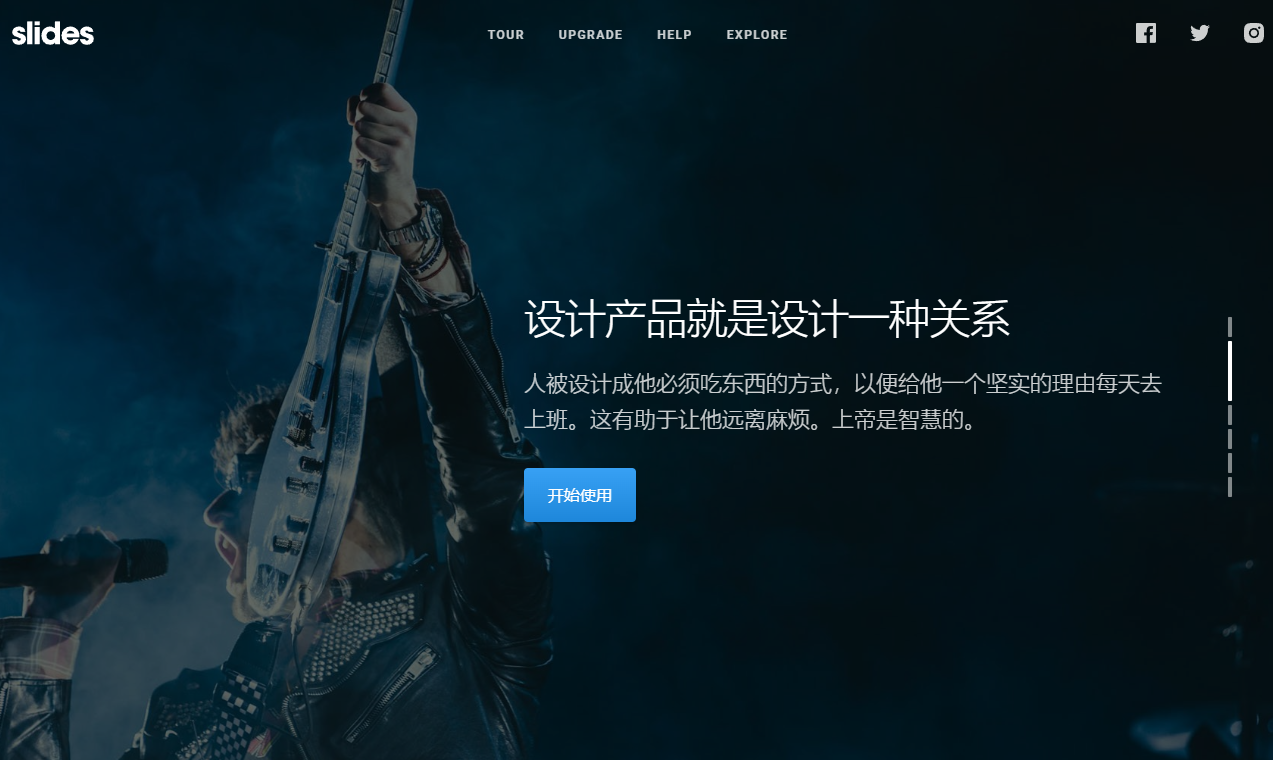 slides
TOUR
UPGRADE
HELP
EXPLORE
设计产品就是设计一种关系
人被设计成他必须吃东西的方式，以便给他一个坚实的理由每天去
上班。这有助于让他远离麻烦。上帝是智慧的。
开始使用